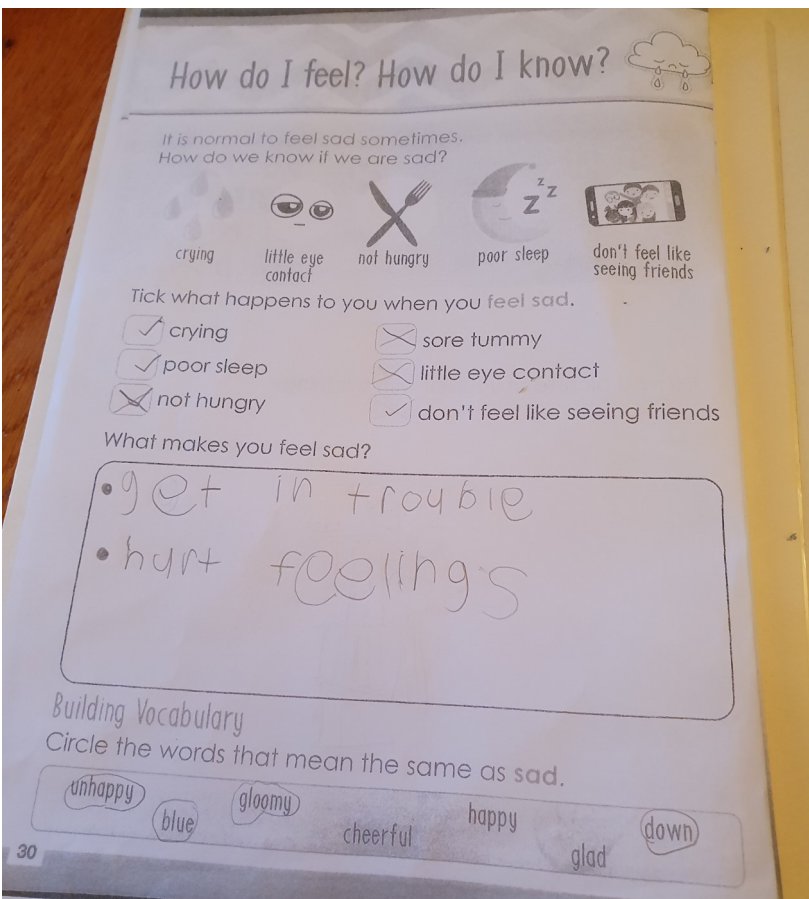 How do I feel? How do I know?
It is normal to feel sad sometimes.
How do we know if we are sad?
z z z
crying
little eye
contact
not hungry
poor sleep
don't feel like
seeing friends
Tick what happens to you when you feel sad.
crying
sore tummy
poor sleep
little eye contact
not hungry
don't feel like seeing friends
What makes you feel sad?
• get in trouble
• hurt feelings
Building Vocabulary
Circle the words that mean the same as sad.
unhappy
blue
gloomy
cheerful
happy
glad
down
30